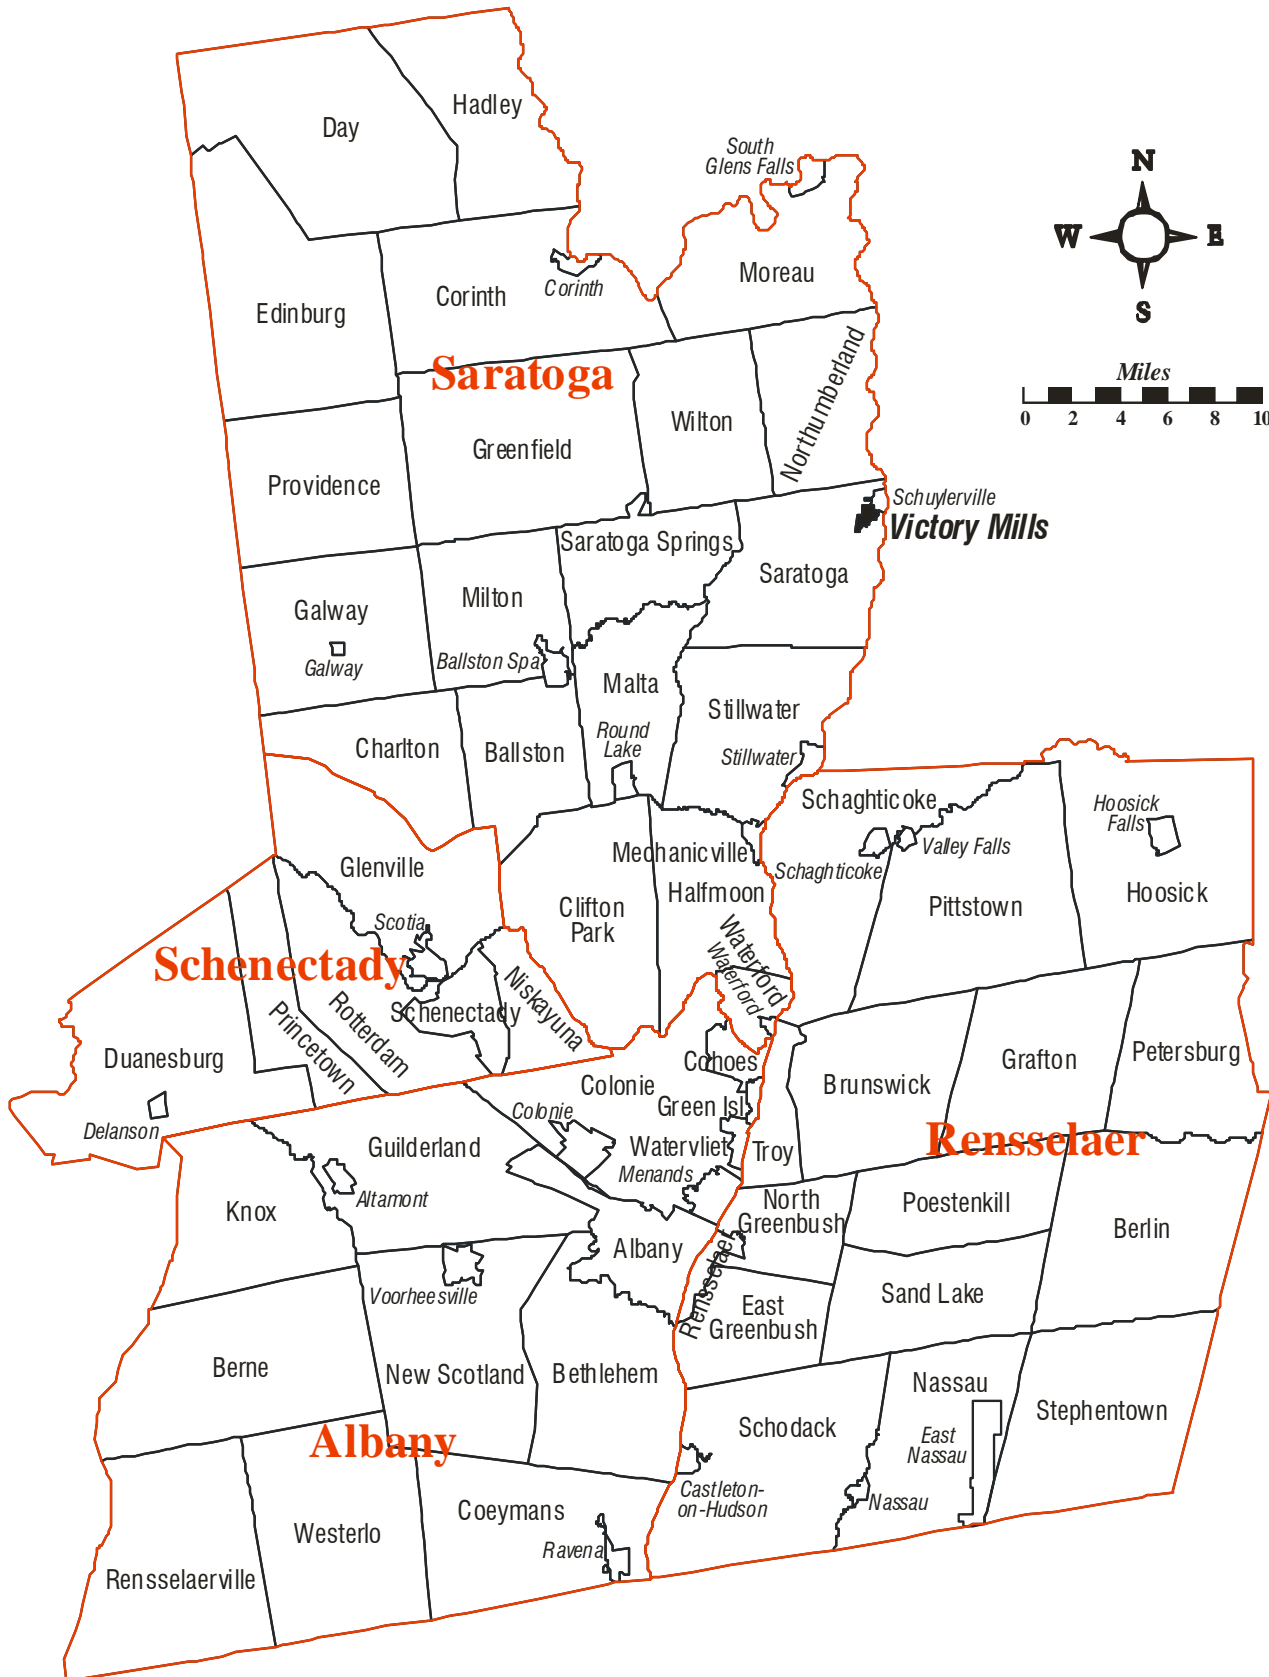 Hadley
Day
South
Glens Falls
N
W
E
S
Moreau
Corinth
Corinth
Edinburg
Northumberland
Miles
0 2 4 6 8 10
Saratoga
Wilton
Greenfield
Providence
Schuylerville
Victory Mills
Saratoga Springs
Saratoga
Milton
Galway
Galway
Ballston Spa
Malta
Stillwater
Round
Lake
Charlton
Ballston
Stillwater
Schaghticoke
Hoosick
Falls
Valley Falls
Mechanicville
Schaghticoke
Glenville
Halfmoon
Hoosick
Clifton
Park
Pittstown
Scotia
Waterford
Waterford
Schenectady
Niskayuna
Schenectady
Rotterdam
Princetown
Duanesburg
Delanson
Cohoes
Colonie
Green Isl
Colonie
Brunswick
Grafton
Petersburg
Rensselaer
Guilderland
Watervliet
Menands
Troy
Altamont
Knox
North
Greenbush
Poestenkill
Berlin
Albany
Rensselaer
Voorheesville
Sand Lake
East
Greenbush
Berne
New Scotland
Bethlehem
Nassau
Stephentown
Albany
Schodack
East
Nassau
Castleton-
on-Hudson
Nassau
Coeymans
Westerlo
Ravena
Rensselaerville